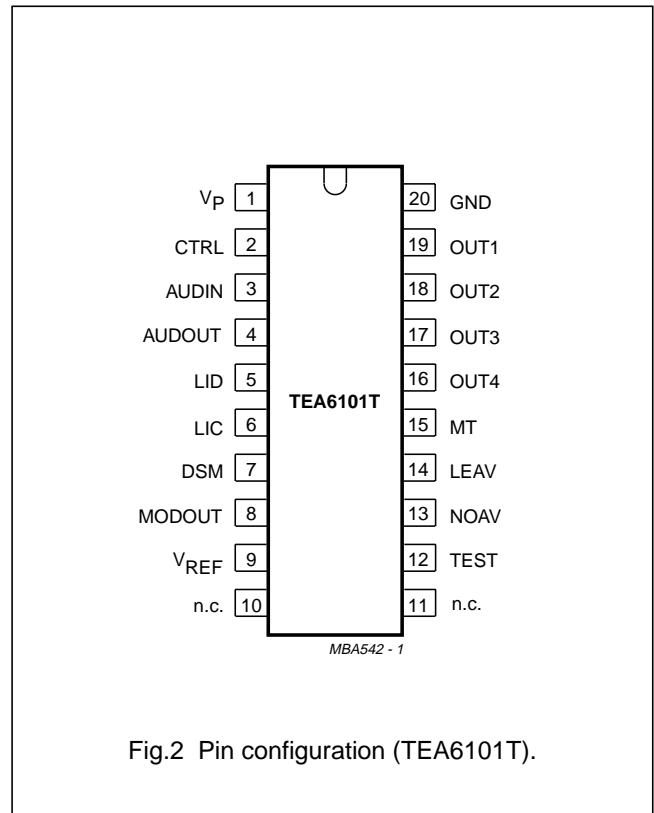 VP 1 20 GND
CTRL 2 19 OUT1
AUDIN 3 18 OUT2
AUDOUT 4 17 OUT3
LID 5 16 OUT4
TEA6101T
LIC 6 15 MT
DSM 7 14 LEAV
MODOUT 8 13 NOAV
VREF 9 12 TEST
n.c. 10 11 n.c.
MBA542 - 1
Fig.2 Pin configuration (TEA6101T).